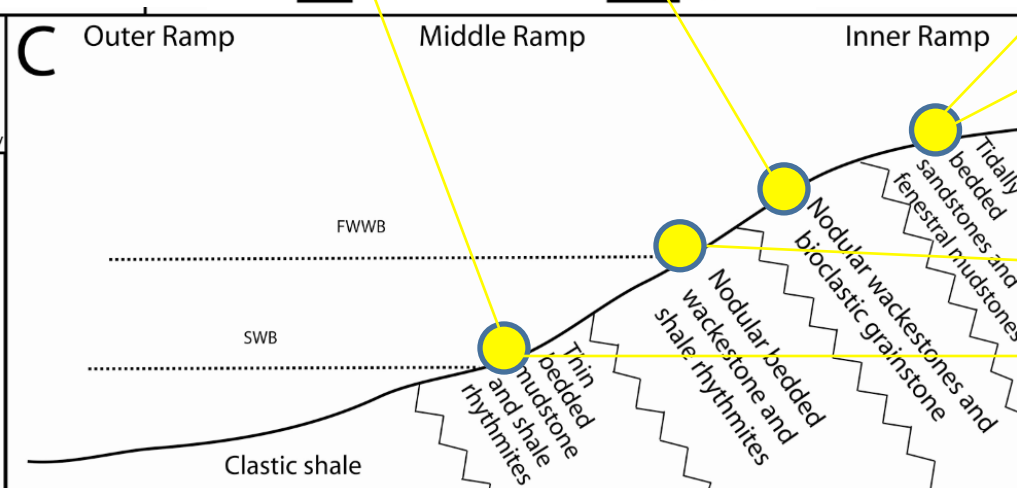 C
Outer Ramp
Middle Ramp
Inner Ramp
FWWB
SWB
Clastic shale
Thin
bedded
mudstone
and shale
rhythmites
Nodular bedded
wackestone and
shale rhythmites
Nodular wackestones and
bioclastic grainstone
Tidally
bedded
sandstones and
fenestral mudstones